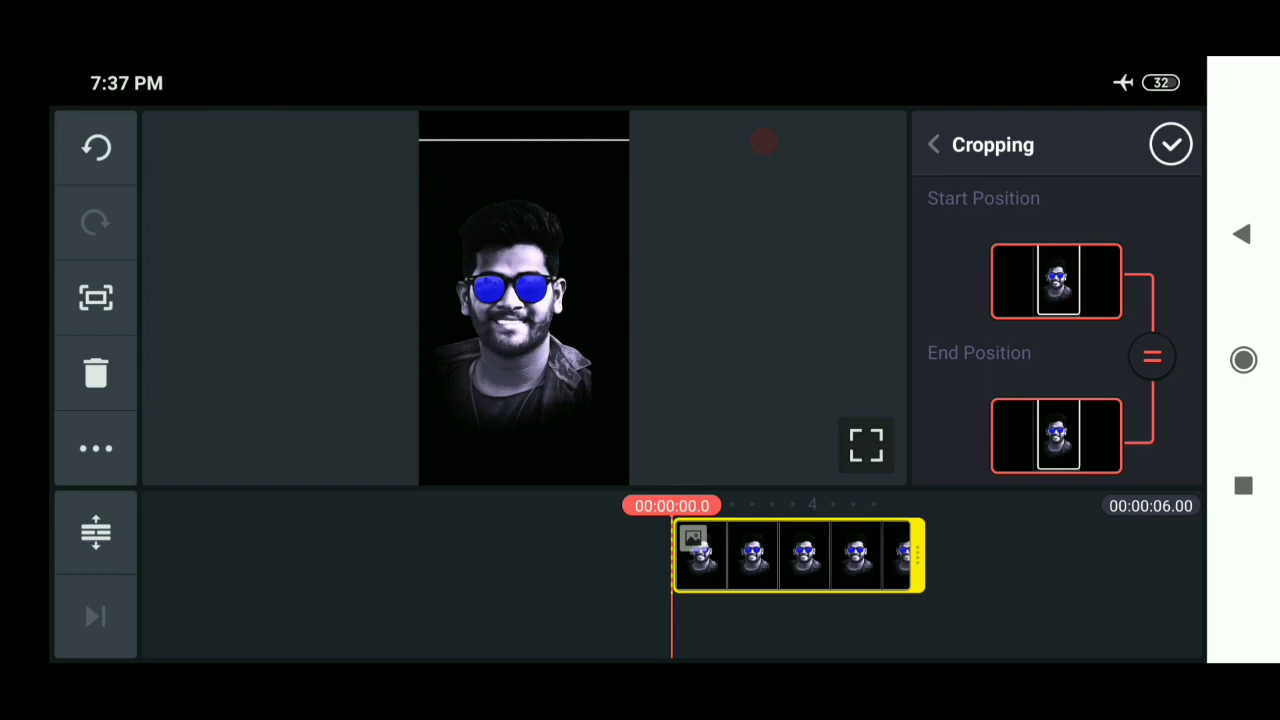 7:37 PM
32
Cropping
Start Position
End Position
00:00:00.0
4
00:00:06.00